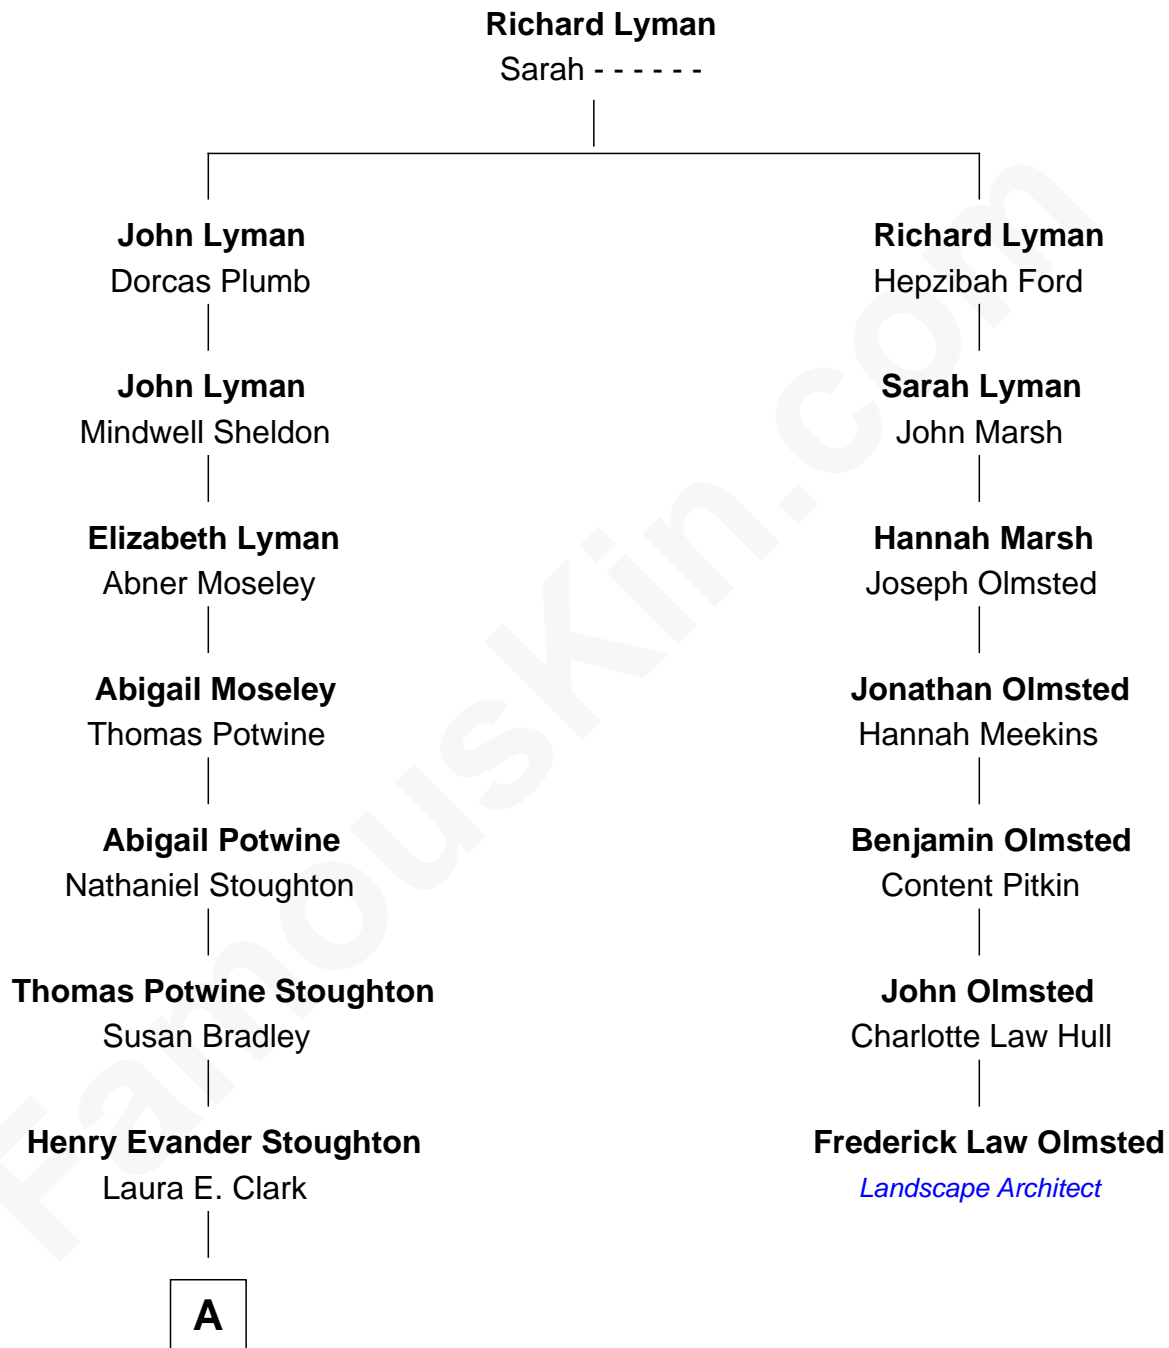 Richard Lyman
Sarah - - - - - -
John Lyman
Dorcas Plumb
Richard Lyman
Hepzibah Ford
John Lyman
Mindwell Sheldon
Sarah Lyman
John Marsh
Elizabeth Lyman
Abner Moseley
Hannah Marsh
Joseph Olmsted
Abigail Moseley
Thomas Potwine
Jonathan Olmsted
Hannah Meekins
Abigail Potwine
Nathaniel Stoughton
Benjamin Olmsted
Content Pitkin
Thomas Potwine Stoughton
Susan Bradley
John Olmsted
Charlotte Law Hull
Henry Evander Stoughton
Laura E. Clark
Frederick Law Olmsted
Landscape Architect
A
FamousKin.com